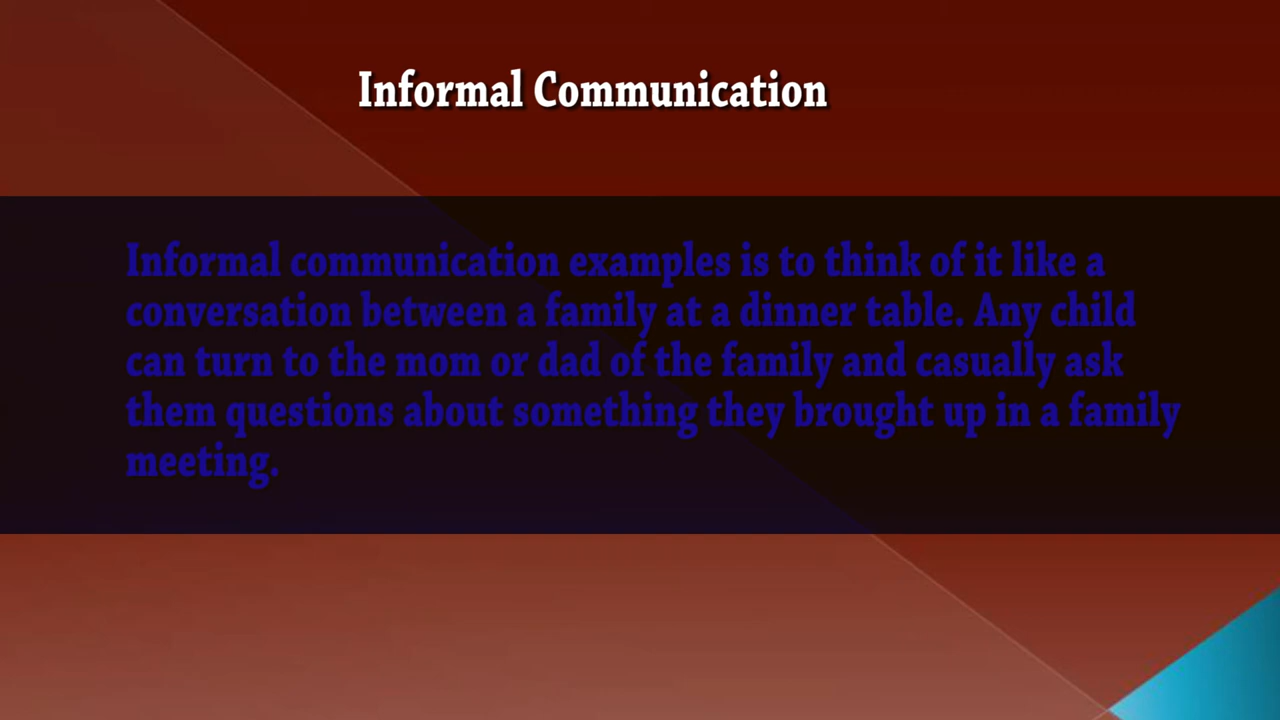 Informal Communication
Informal communication examples is to think of it like a
conversation between a family at a dinner table. Any child
can turn to the mom or dad of the family and casually ask
them questions about something they brought up in a family
meeting.